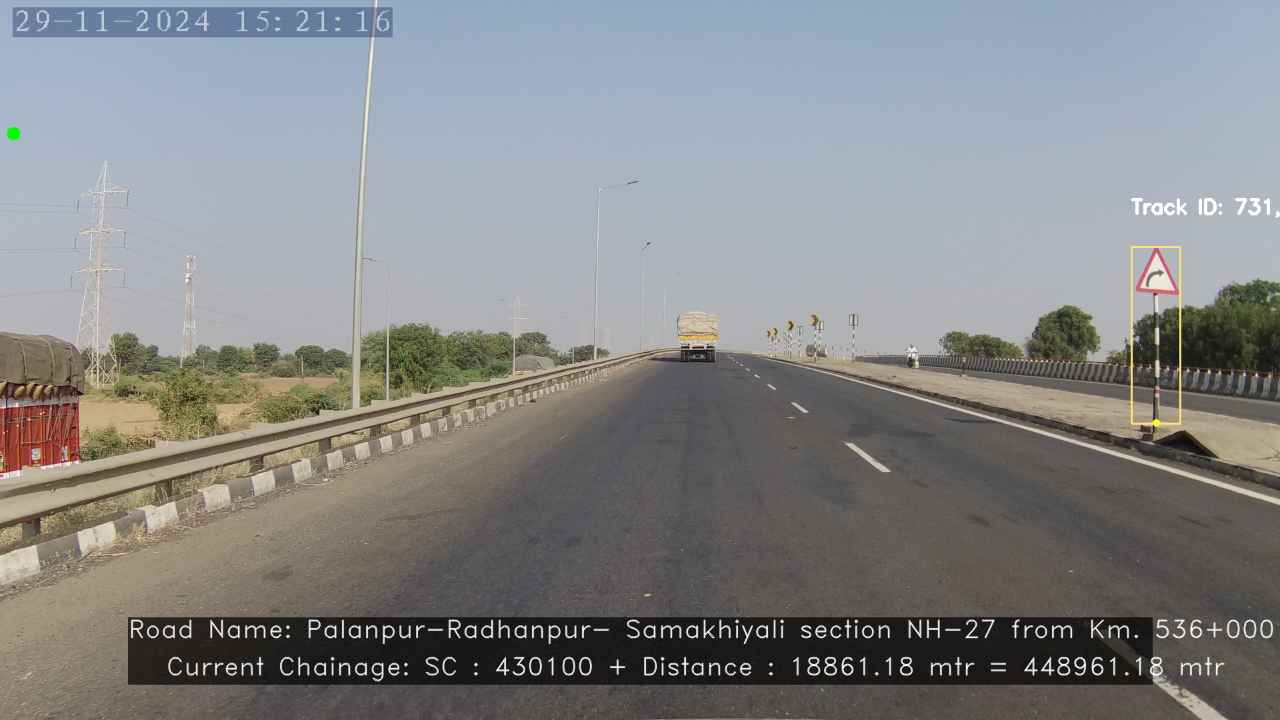 29-11-2024 15:21:16
Track ID: 731,
Road Name: Palanpur-Radhanpur- Samakhiyali section NH-27 from Km. 536+000
Current Chainage: SC : 430100 + Distance : 18861.18 mtr = 448961.18 mtr